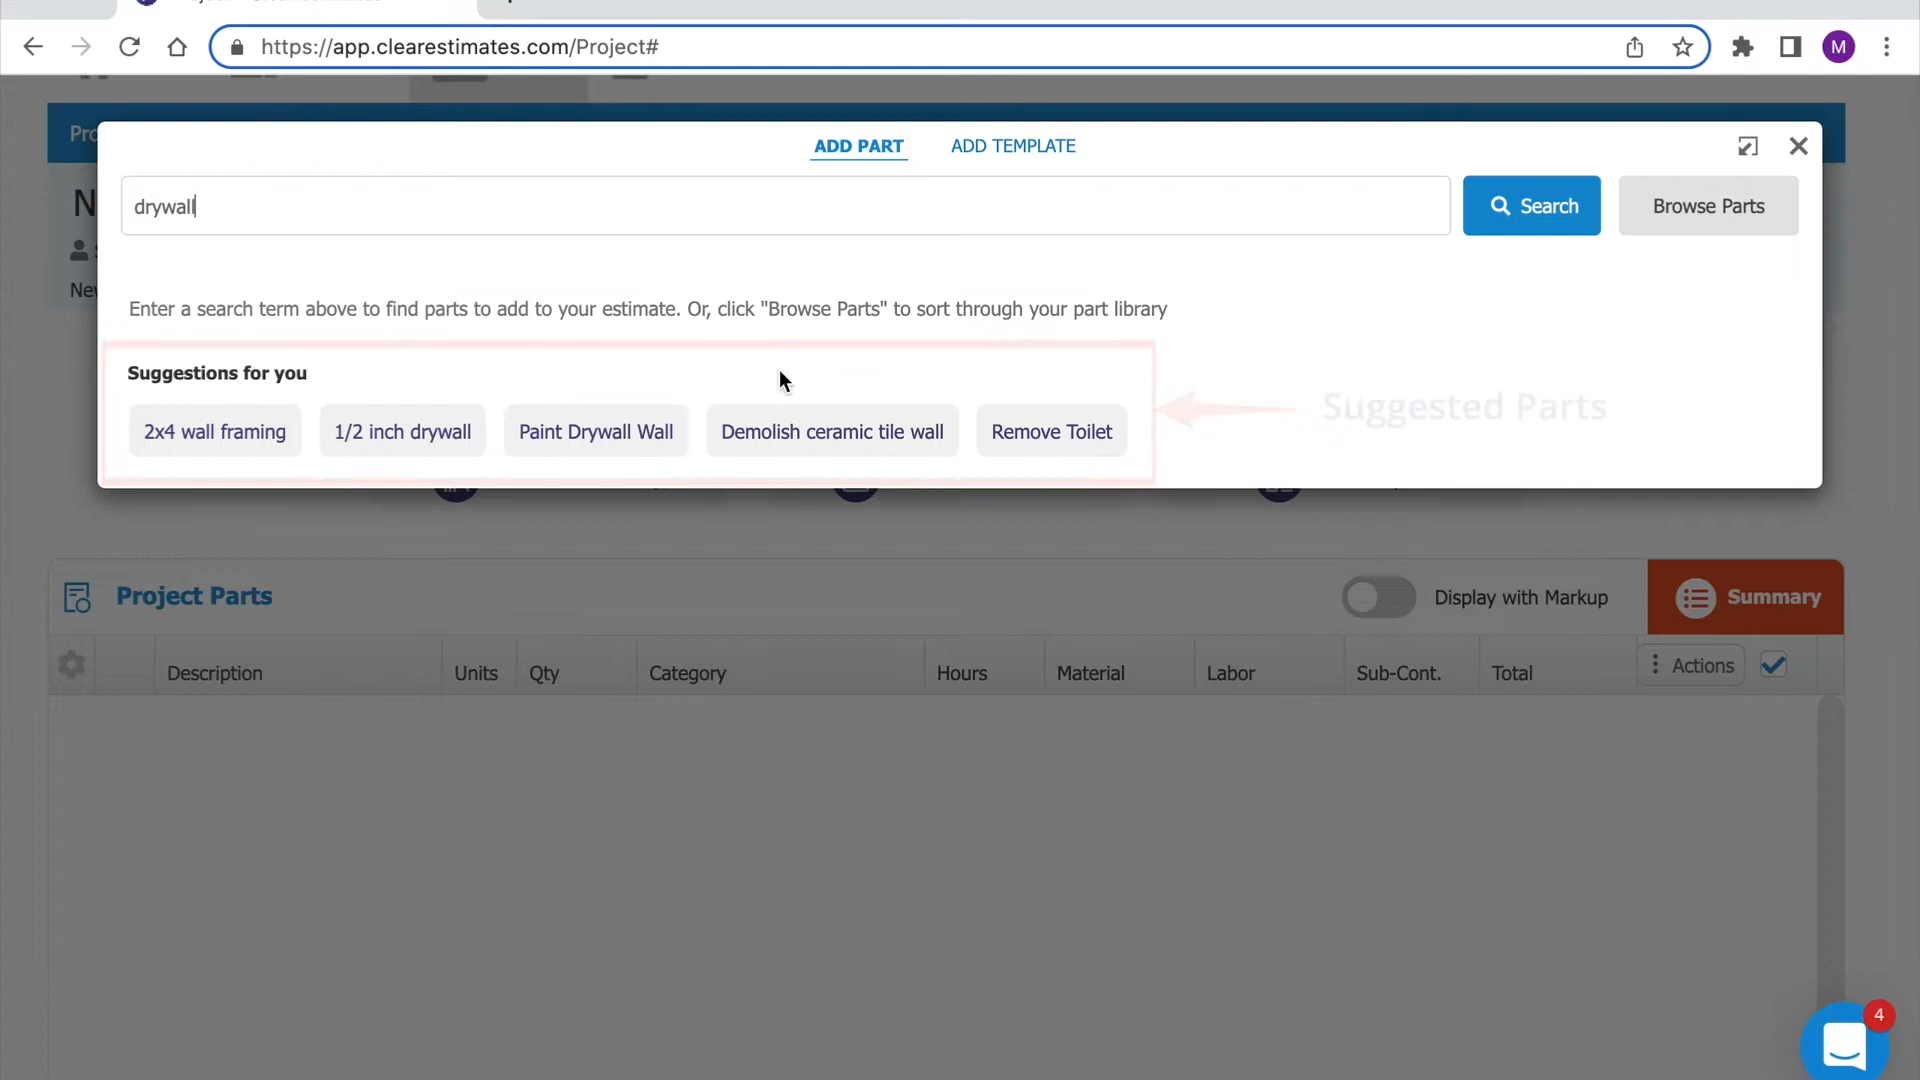 https://app.clearestimates.com/Project#
M
Pro
ADD PART
ADD TEMPLATE
N
drywall
Search
Browse Parts
New
Enter a search term above to find parts to add to your estimate. Or, click "Browse Parts" to sort through your part library
Suggestions for you
Suggested Parts
2x4 wall framing
1/2 inch drywall
Paint Drywall Wall
Demolish ceramic tile wall
Remove Toilet
Project Parts
Display with Markup
Summary
Description
Units
Qty
Category
Hours
Material
Labor
Sub-Cont.
Total
Actions
4